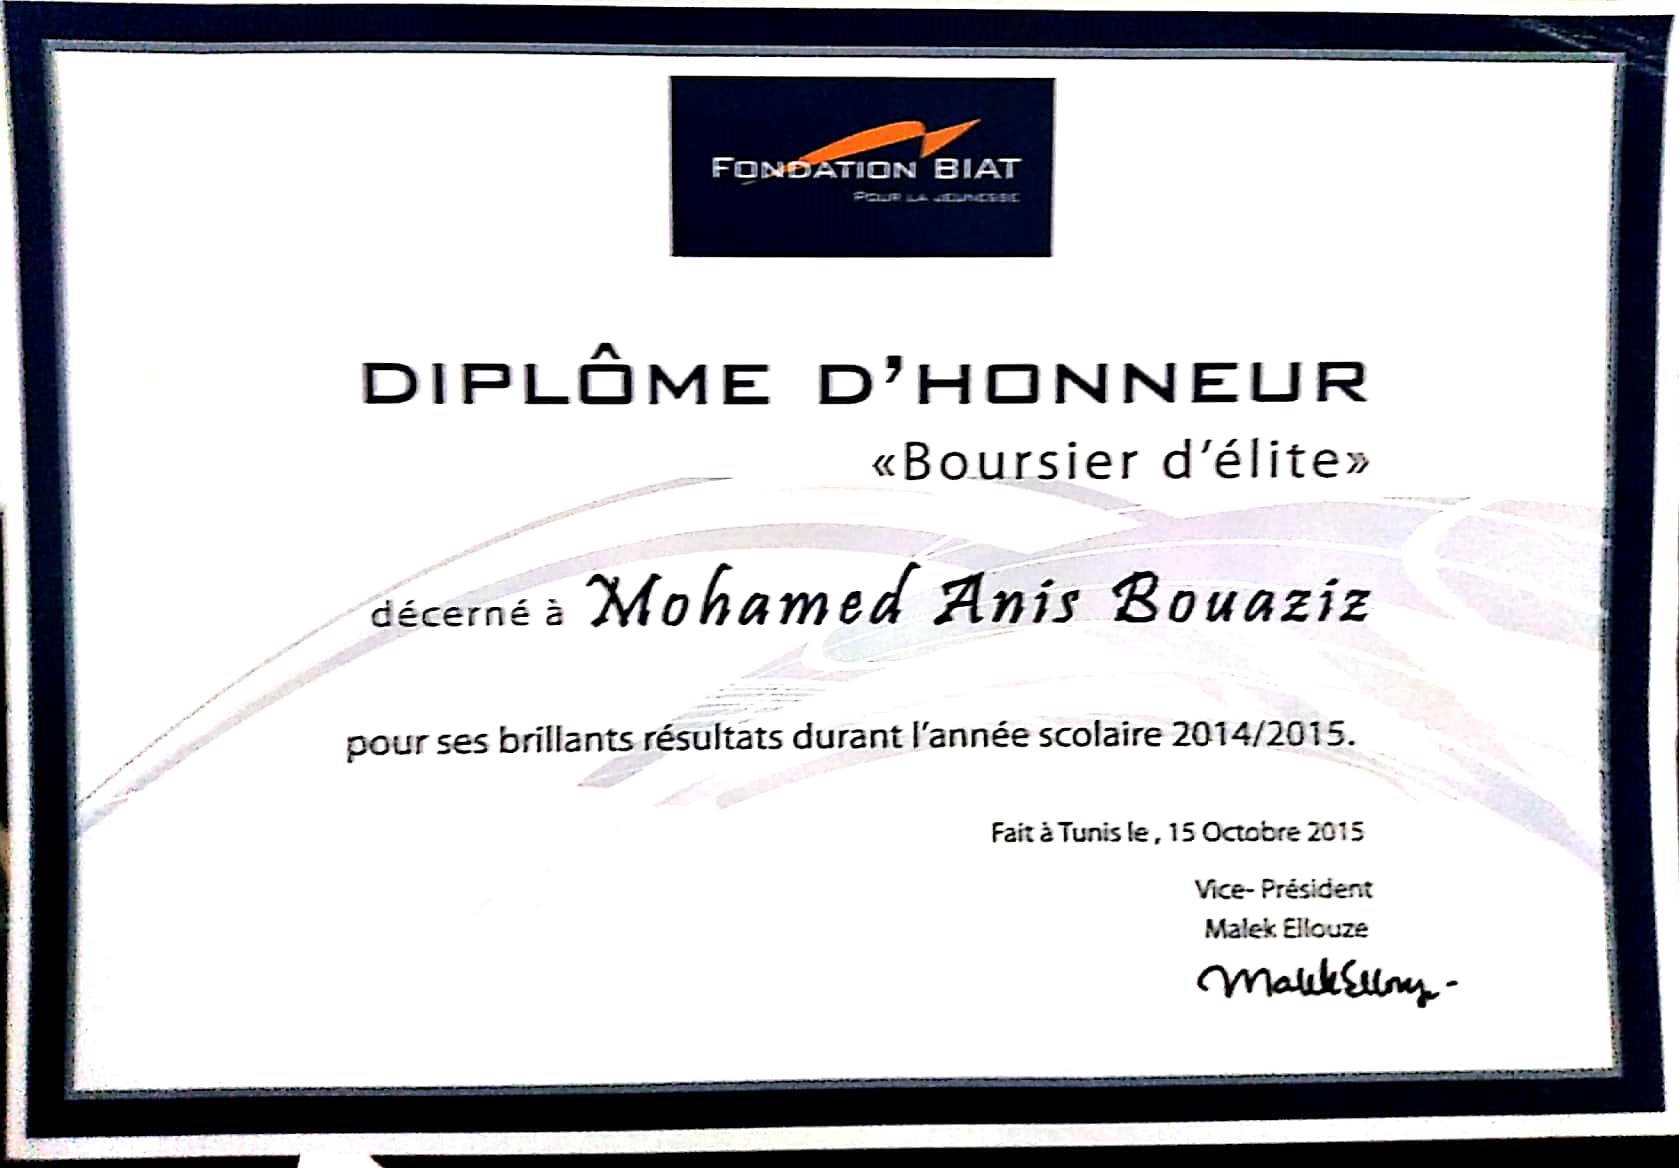 FONDATION BIAT
POUR LA JEUNESSE
DIPLÔME D'HONNEUR
«Boursier d'élite»
décerné à Mohamed Anis Bouaziz
pour ses brillants résultats durant l'année scolaire 2014/2015.
Fait à Tunis le , 15 Octobre 2015
Vice- Président
Malek Ellouze
Malek Ellouze